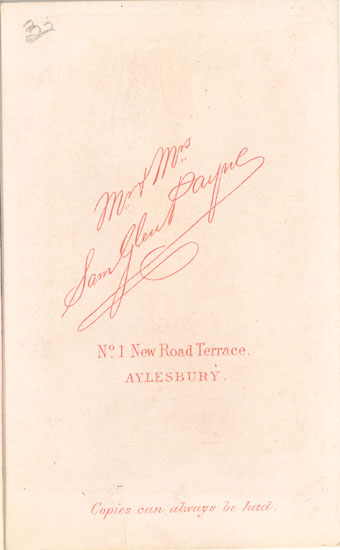 32
Mr. & Mrs.
Sam Glen Payne
No. 1 New Road Terrace.
AYLESBURY.
Copies can always be had.